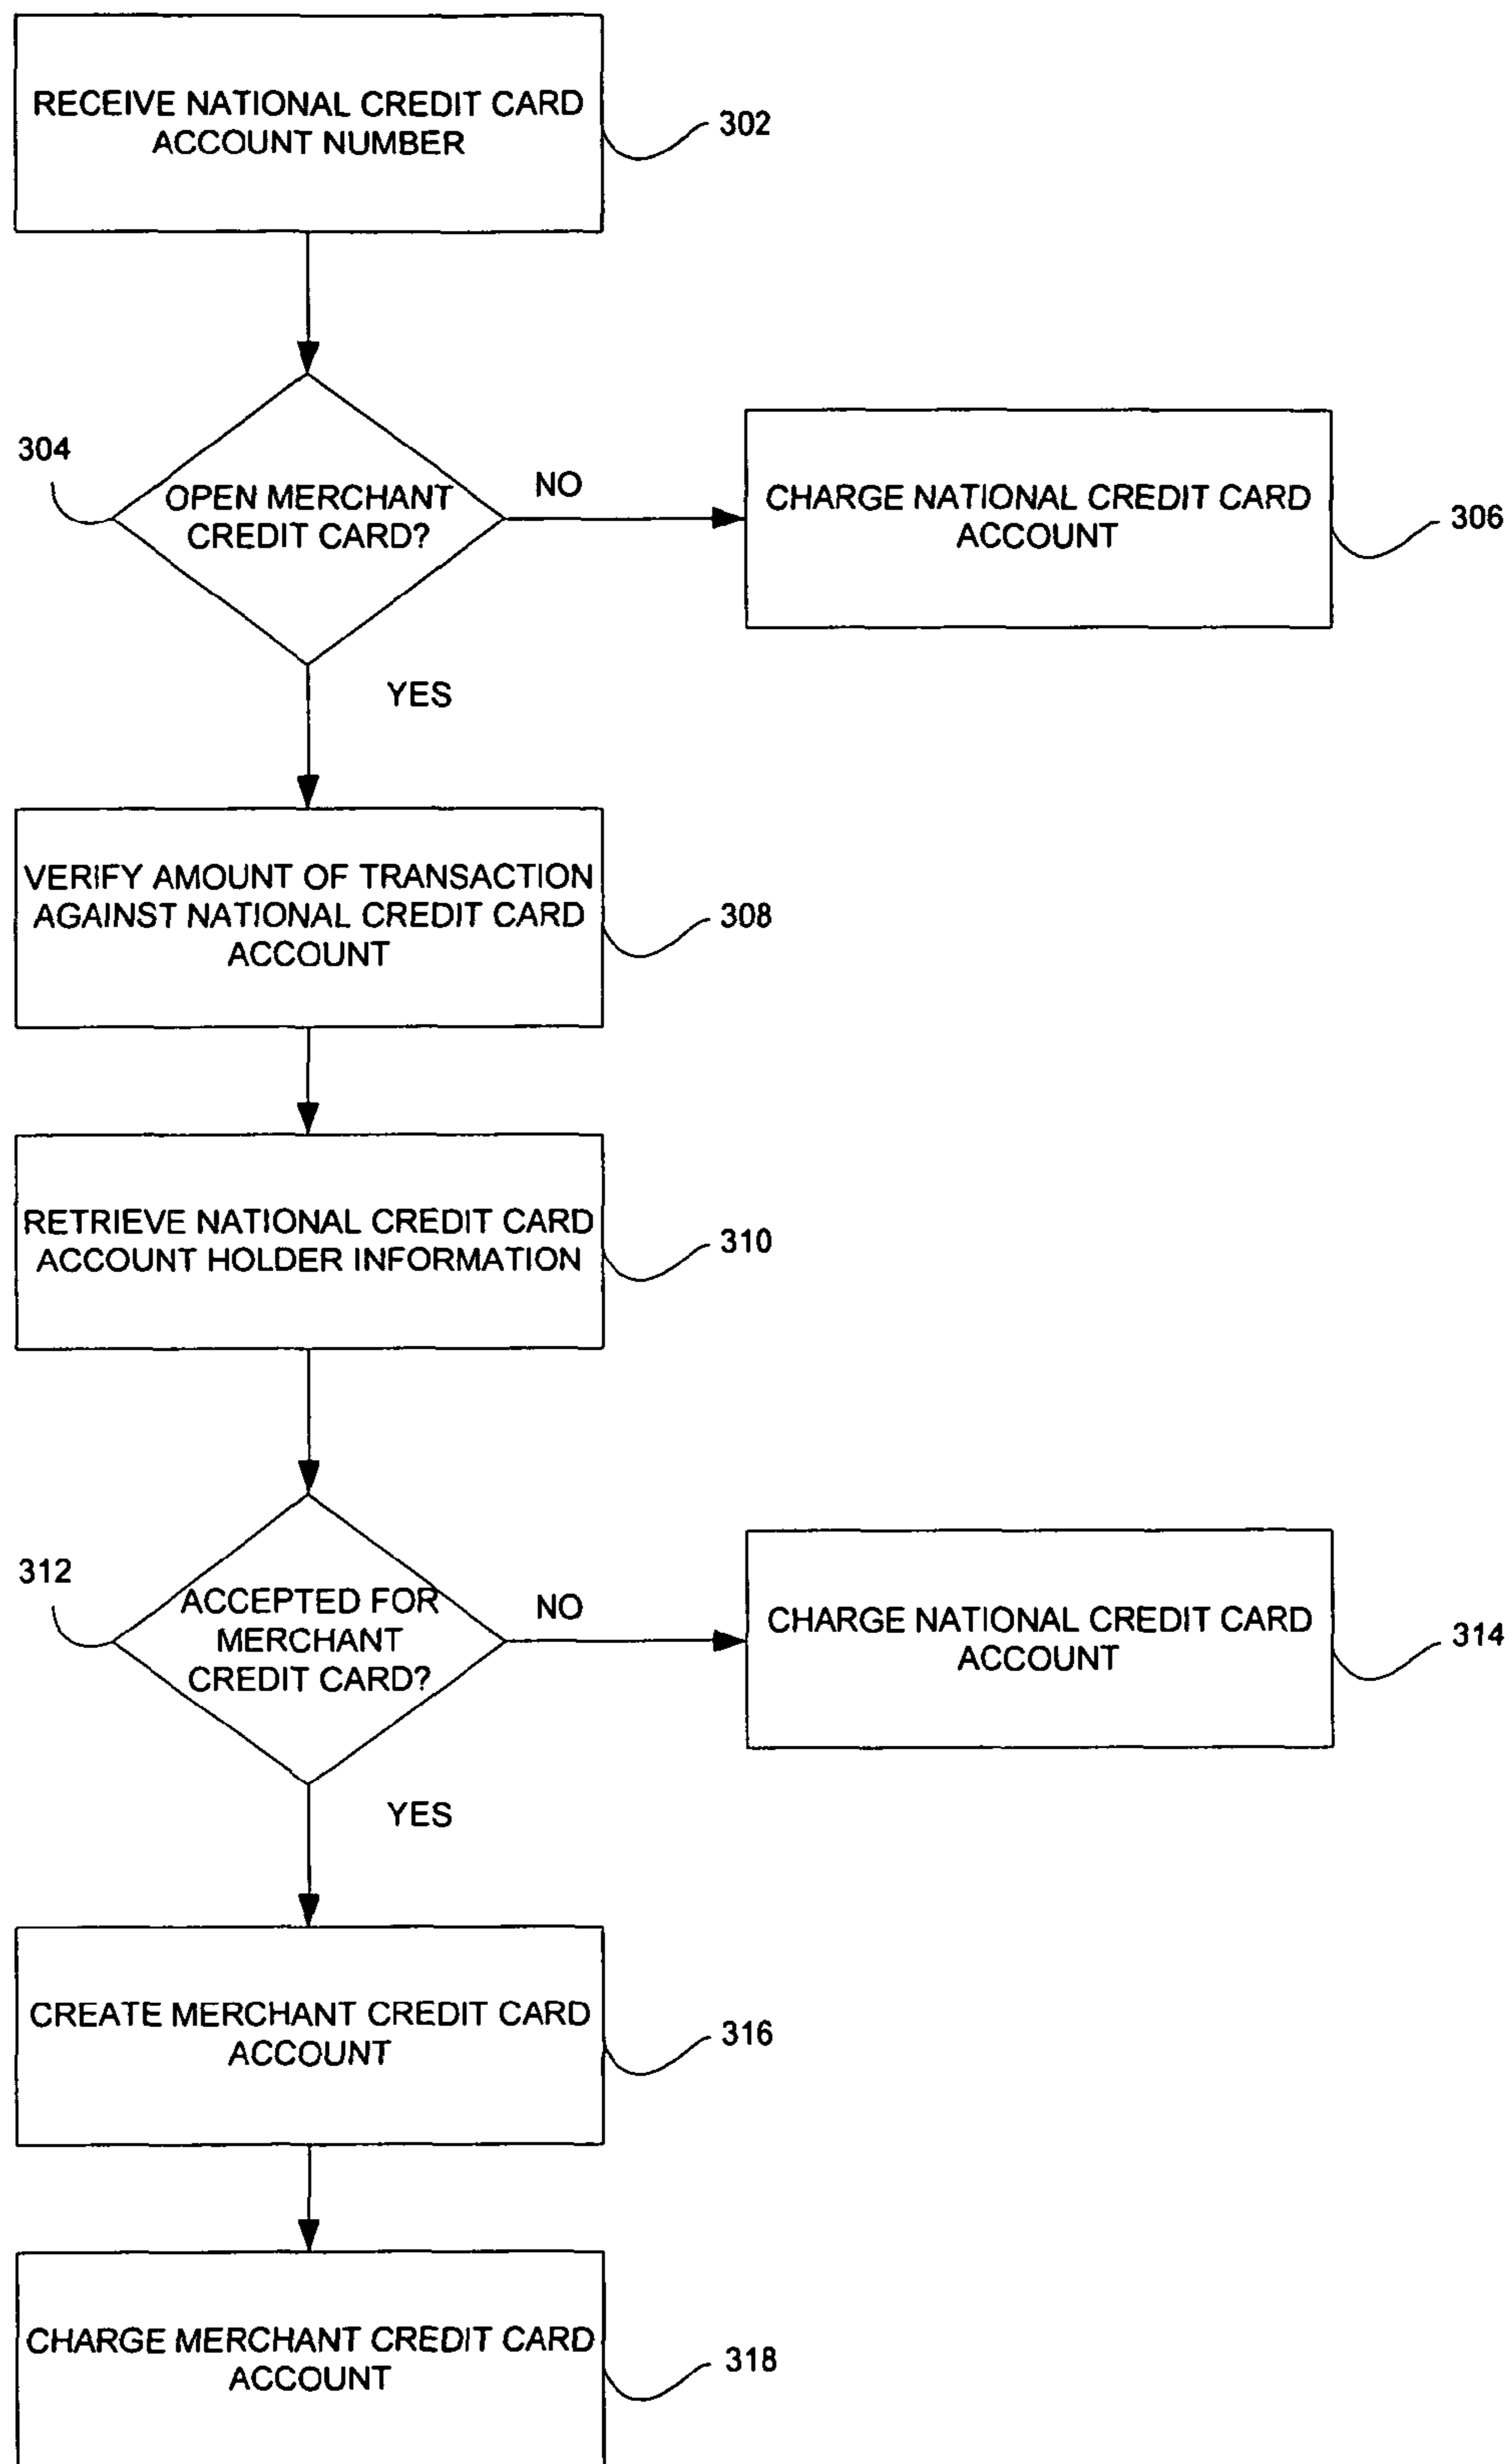 RECEIVE NATIONAL CREDIT CARD
ACCOUNT NUMBER
302
304
OPEN MERCHANT
CREDIT CARD?
NO
CHARGE NATIONAL CREDIT CARD
ACCOUNT
306
YES
VERIFY AMOUNT OF TRANSACTION
AGAINST NATIONAL CREDIT CARD
ACCOUNT
308
RETRIEVE NATIONAL CREDIT CARD
ACCOUNT HOLDER INFORMATION
310
312
ACCEPTED FOR
MERCHANT
CREDIT CARD?
NO
CHARGE NATIONAL CREDIT CARD
ACCOUNT
314
YES
CREATE MERCHANT CREDIT CARD
ACCOUNT
316
CHARGE MERCHANT CREDIT CARD
ACCOUNT
318